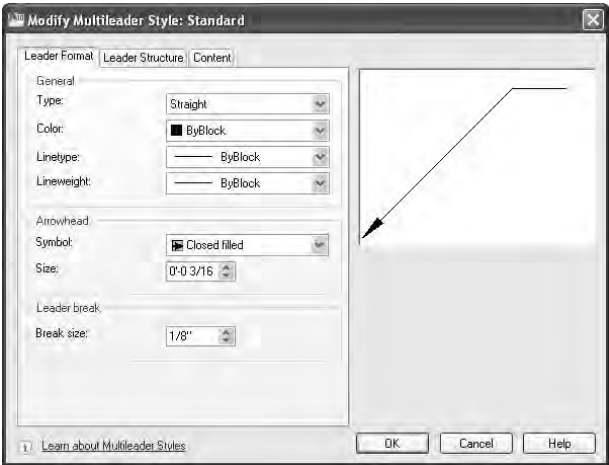 Modify Multileader Style: Standard
Leader Format Leader Structure Content
General
Type: Straight
Color: ByBlock
Linetype: ByBlock
Lineweight: ByBlock
Arrowhead
Symbol: Closed filled
Size: 0'-0 3/16
Leader break
Break size: 1/8"
Learn about Multileader Styles
OK Cancel Help